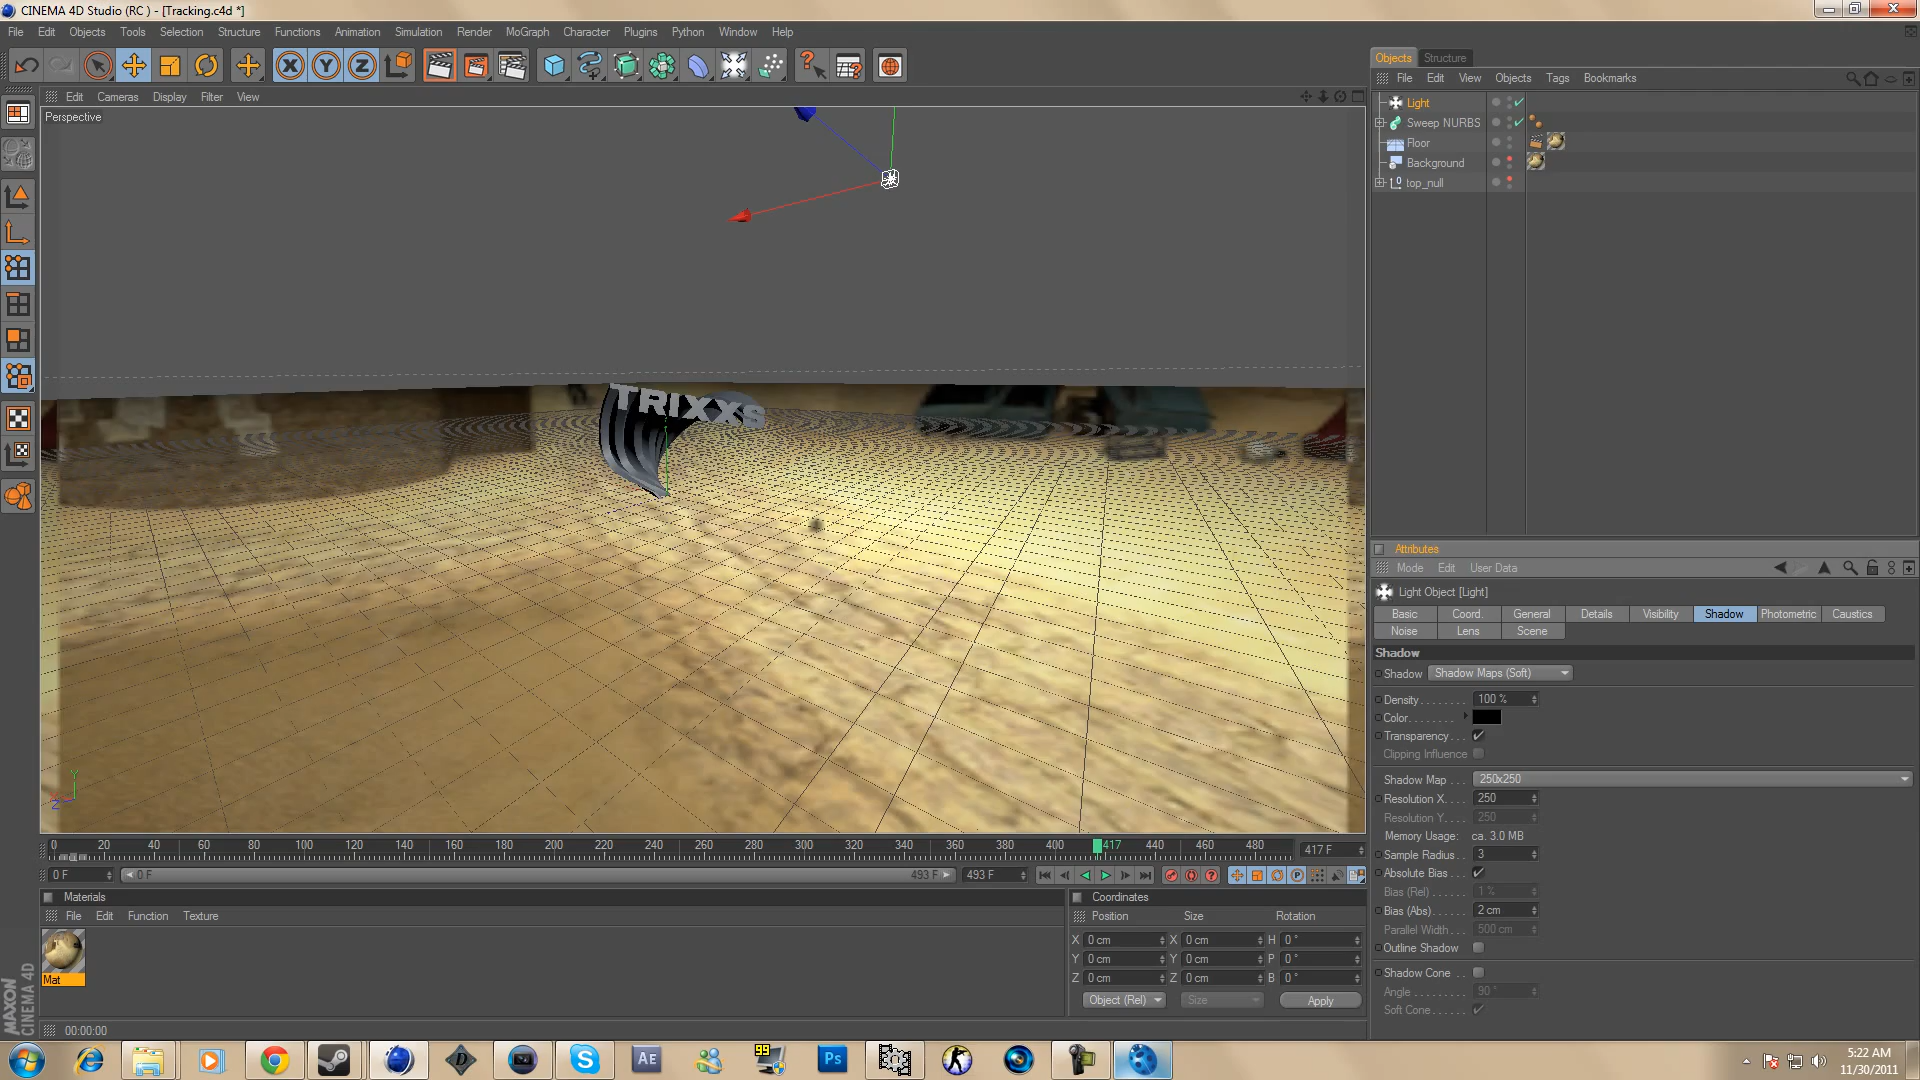 CINEMA 4D Studio (RC ) - [Tracking.c4d *]
File Edit Objects Tools Selection Structure Functions Animation Simulation Render MoGraph Character Plugins Python Window Help
Edit Cameras Display Filter View
Perspective
TRIXXS
Y
Z
0 20 40 60 80 100 120 140 160 180 200 220 240 260 280 300 320 340 360 380 400 417 440 460 480
417 F
0 F
0 F
493 F
493 F
Materials
File Edit Function Texture
Mat
MAXON
CINEMA 4D
00:00:00
Coordinates
Position Size Rotation
X 0 cm X 0 cm H 0 °
Y 0 cm Y 0 cm P 0 °
Z 0 cm Z 0 cm B 0 °
Object (Rel) Size Apply
Objects Structure
File Edit View Objects Tags Bookmarks
Light
Sweep NURBS
Floor
Background
top_null
Attributes
Mode Edit User Data
Light Object [Light]
Basic Coord. General Details Visibility Shadow Photometric Caustics
Noise Lens Scene
Shadow
Shadow Shadow Maps (Soft)
Density. . . . . . . . 100 %
Color. . . . . . . .
Transparency. . .
Clipping Influence
Shadow Map . . . 250x250
Resolution X. . . . 250
Resolution Y. . . . 250
Memory Usage: ca. 3.0 MB
Sample Radius. . 3
Absolute Bias. . .
Bias (Rel) . . . . . 1 %
Bias (Abs). . . . . 2 cm
Parallel Width. . . 500 cm
Outline Shadow
Shadow Cone . .
Angle . . . . . . . . . 90 °
Soft Cone. . . . .
99
Ae
Ps
5:22 AM
11/30/2011